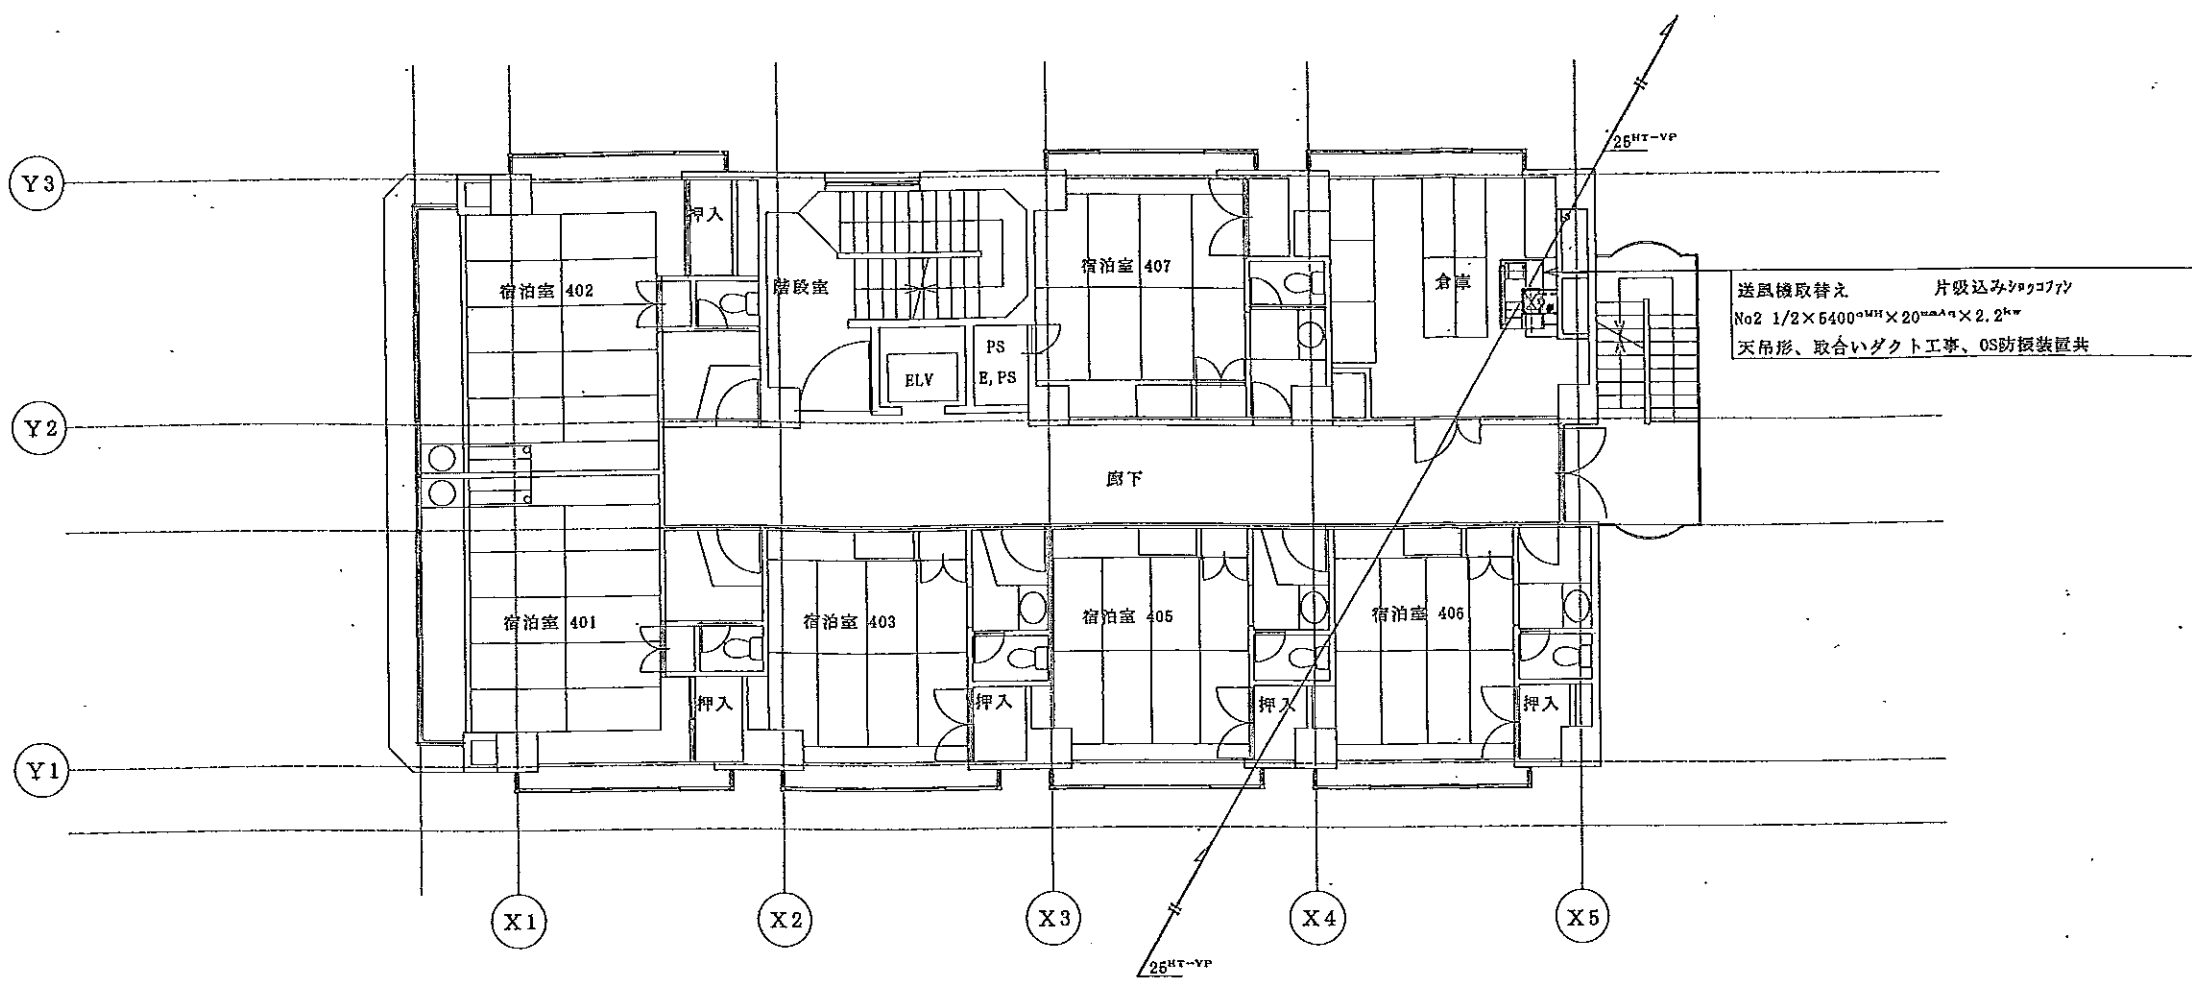 25HT-VP
Y3
押入
宿泊室 407
宿泊室 402
階段室
倉庫
送風機取替え 片吸込みシロッコファン
No2 1/2×5400CMH×20mmAq×2.2kw
天吊形、取合いダクト工事、OS防振装置共
PS
E,PS
ELV
Y2
廊下
宿泊室 401
宿泊室 403
宿泊室 405
宿泊室 406
押入
押入
押入
押入
Y1
X1
X2
X3
X4
X5
25HT-VP